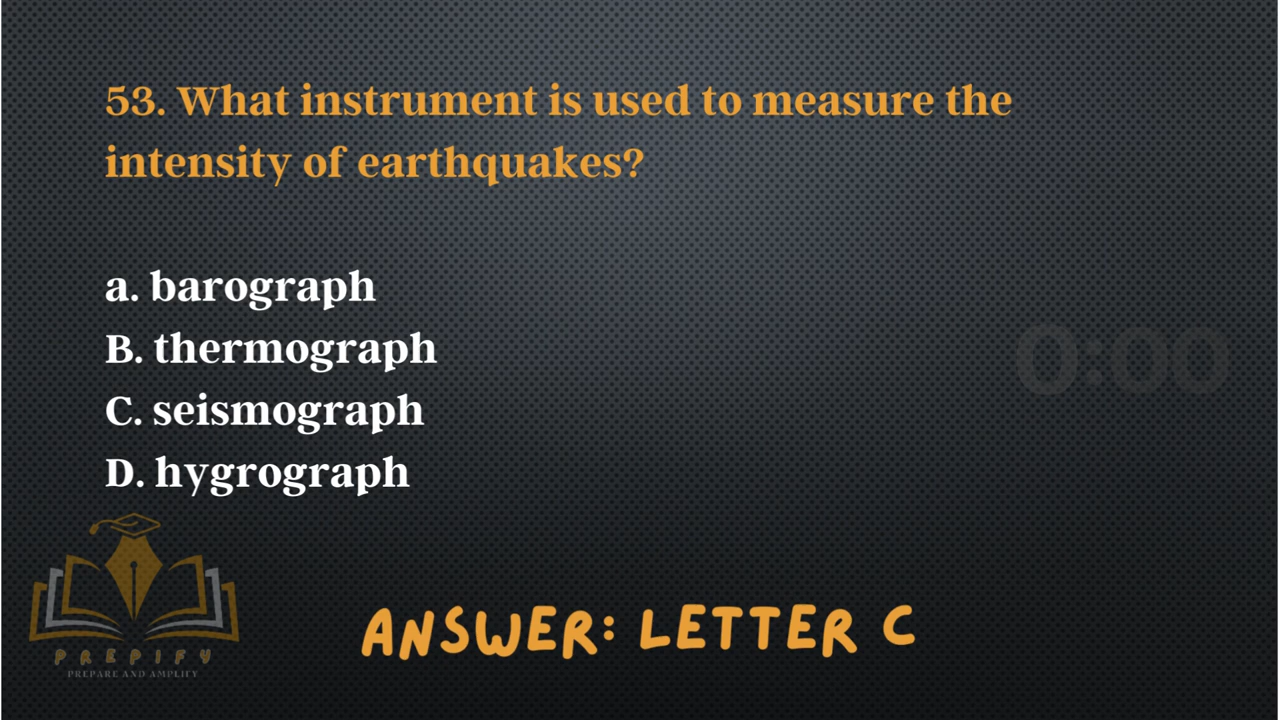 53. What instrument is used to measure the
intensity of earthquakes?
a. barograph
B. thermograph
C. seismograph
D. hygrograph
0:00
PREPIFY
PREPARE AND AMPLIFY
ANSWER: LETTER C